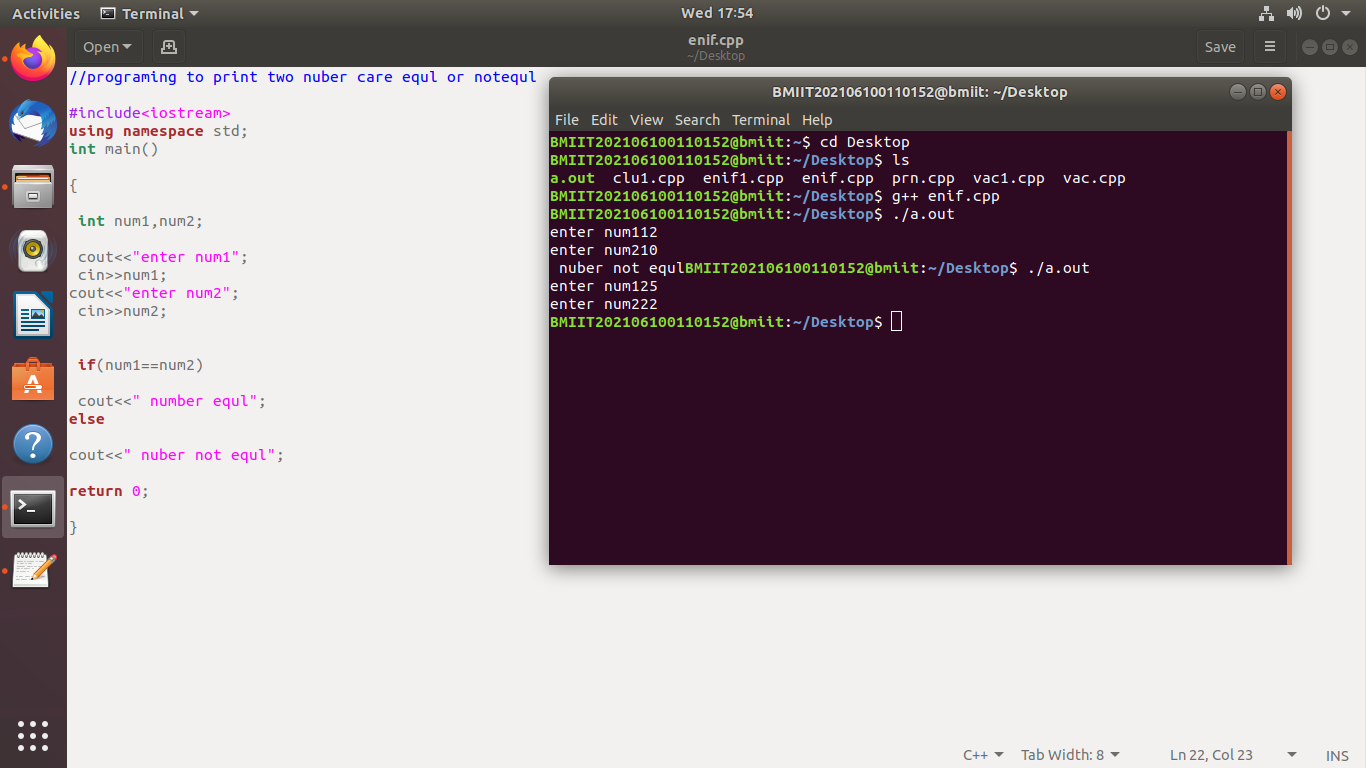 Activities Terminal Wed 17:54
Open enif.cpp Save
~/Desktop
//programing to print two nuber care equl or notequl
#include<iostream>
using namespace std;
int main()
{
int num1,num2;
cout<<"enter num1";
cin>>num1;
cout<<"enter num2";
cin>>num2;
if(num1==num2)
cout<<" number equl";
else
cout<<" nuber not equl";
return 0;
}
BMIIT202106100110152@bmiit: ~/Desktop
File Edit View Search Terminal Help
BMIIT202106100110152@bmiit:~$ cd Desktop
BMIIT202106100110152@bmiit:~/Desktop$ ls
a.out clu1.cpp enif1.cpp enif.cpp prn.cpp vac1.cpp vac.cpp
BMIIT202106100110152@bmiit:~/Desktop$ g++ enif.cpp
BMIIT202106100110152@bmiit:~/Desktop$ ./a.out
enter num112
enter num210
nuber not equlBMIIT202106100110152@bmiit:~/Desktop$ ./a.out
enter num125
enter num222
BMIIT202106100110152@bmiit:~/Desktop$
C++ Tab Width: 8 Ln 22, Col 23 INS